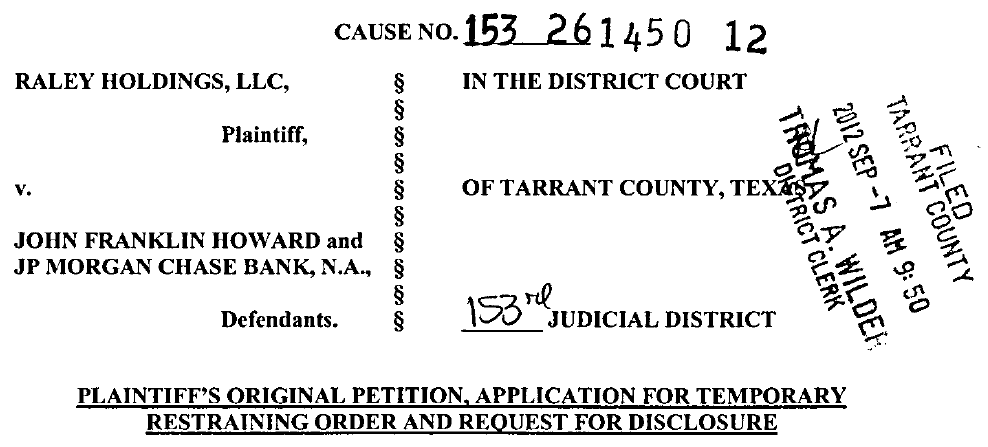 CAUSE NO. 153 261450 12
RALEY HOLDINGS, LLC, § IN THE DISTRICT COURT
§
Plaintiff, §
§
v. § OF TARRANT COUNTY, TEXAS
§
JOHN FRANKLIN HOWARD and §
JP MORGAN CHASE BANK, N.A., §
§
Defendants. § 153rd JUDICIAL DISTRICT
FILED
TARRANT COUNTY
2012 SEP -7 AM 9:50
THOMAS A. WILDER
DISTRICT CLERK
PLAINTIFF'S ORIGINAL PETITION, APPLICATION FOR TEMPORARY
RESTRAINING ORDER AND REQUEST FOR DISCLOSURE